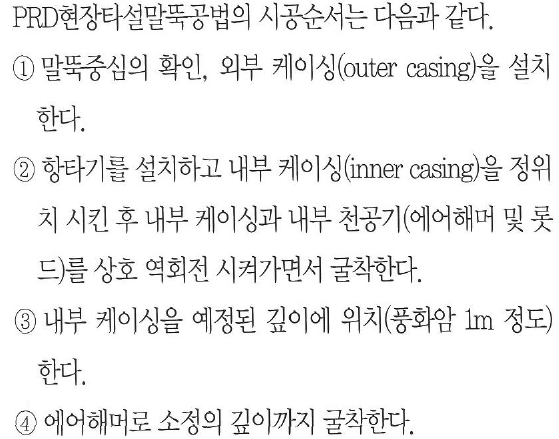 PRD현장타설말뚝공법의 시공순서는 다음과 같다.
① 말뚝중심의 확인, 외부 케이싱(outer casing)을 설치
한다.
② 항타기를 설치하고 내부 케이싱(inner casing)을 정위
치 시킨 후 내부 케이싱과 내부 천공기(에어해머 및 롯
드)를 상호 역회전 시켜가면서 굴착한다.
③ 내부 케이싱을 예정된 깊이에 위치(풍화암 1m 정도)
한다.
④ 에어해머로 소정의 깊이까지 굴착한다.